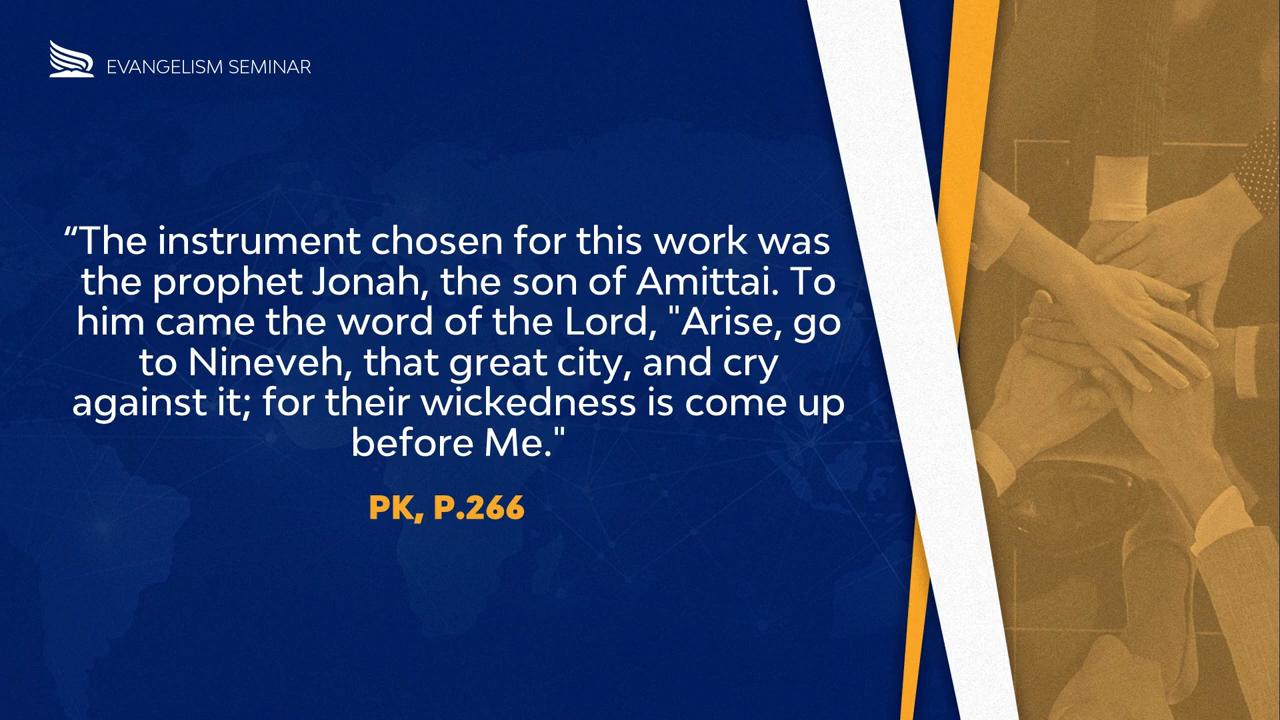 EVANGELISM SEMINAR
“The instrument chosen for this work was
the prophet Jonah, the son of Amittai. To
him came the word of the Lord, "Arise, go
to Nineveh, that great city, and cry
against it; for their wickedness is come up
before Me."
PK, P.266